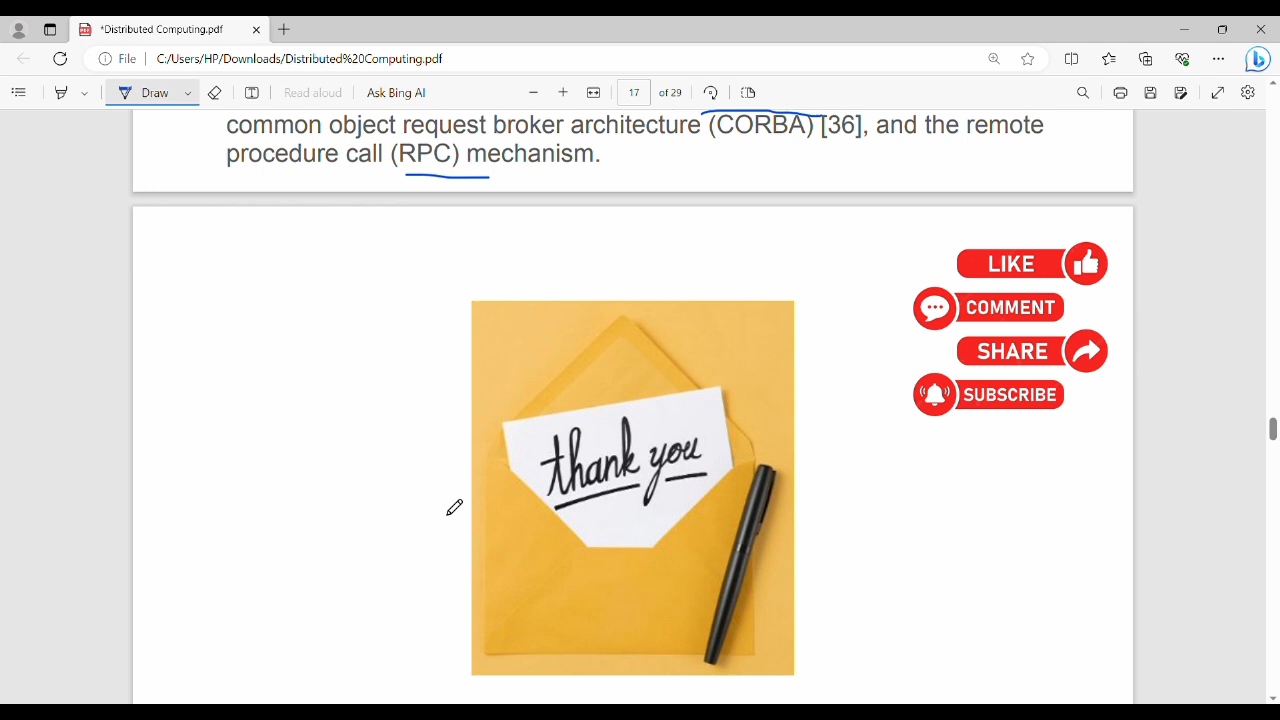 *Distributed Computing.pdf
File
C:/Users/HP/Downloads/Distributed%20Computing.pdf
Draw
Read aloud
Ask Bing AI
17
of 29
common object request broker architecture (CORBA) [36], and the remote
procedure call (RPC) mechanism.
LIKE
COMMENT
SHARE
SUBSCRIBE
thank you